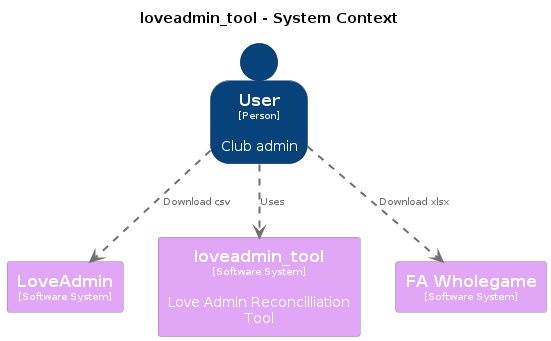 loveadmin_tool - System Context
User
[Person]
Club admin
Download csv
Uses
Download xlsx
LoveAdmin
[Software System]
loveadmin_tool
[Software System]
Love Admin Reconcilliation
Tool
FA Wholegame
[Software System]